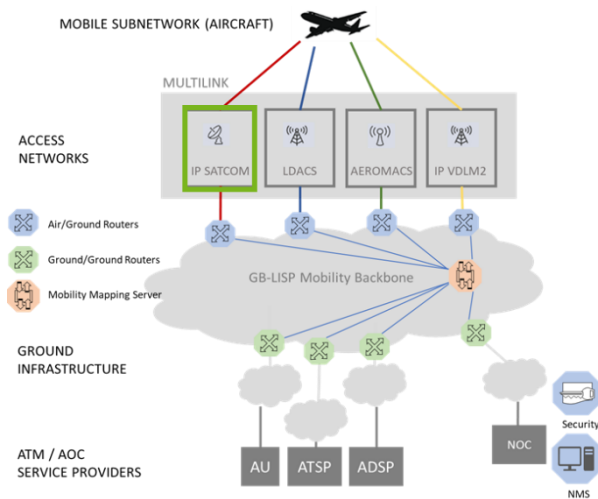 MOBILE SUBNETWORK (AIRCRAFT)
MULTILINK
ACCESS
NETWORKS
IP SATCOM
LDACS
AEROMACS
IP VDLM2
Air/Ground Routers
Ground/Ground Routers
Mobility Mapping Server
GB-LISP Mobility Backbone
GROUND
INFRASTRUCTURE
ATM / AOC
SERVICE PROVIDERS
AU
ATSP
ADSP
NOC
Security
NMS